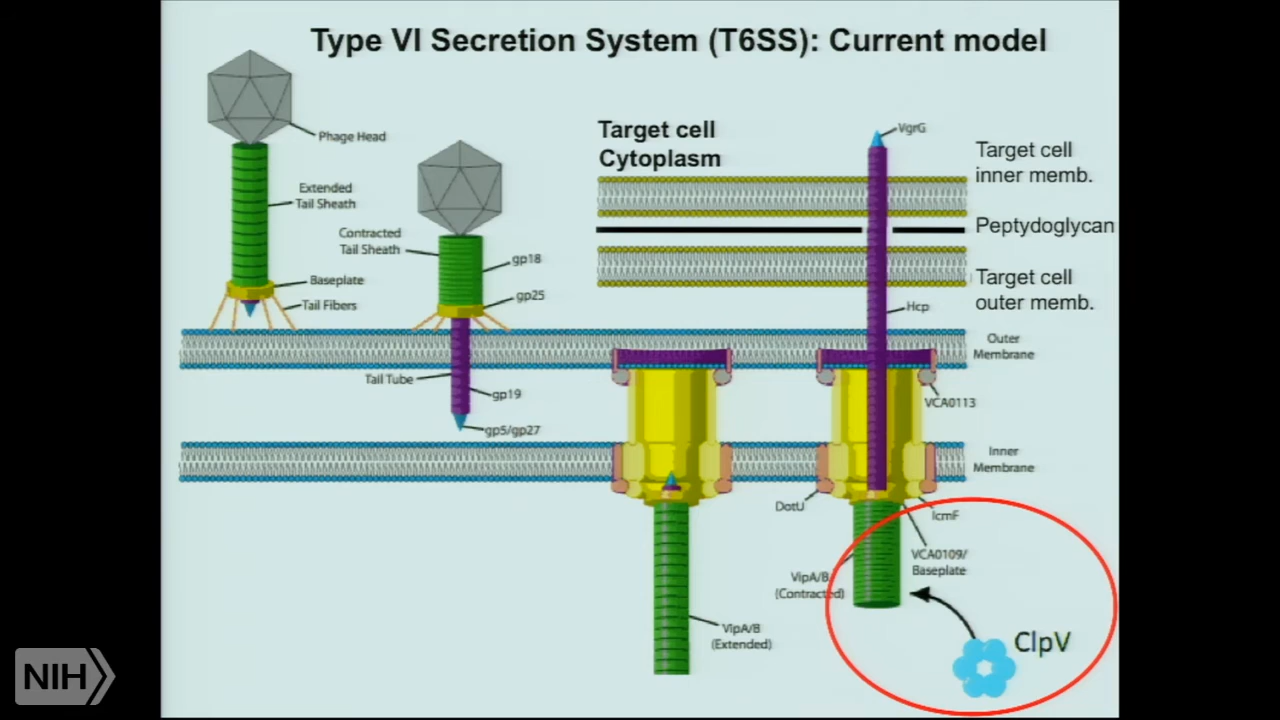 Type VI Secretion System (T6SS): Current model
Phage Head
Extended
Tail Sheath
Baseplate
Tail Fibers
Contracted
Tail Sheath
gp18
gp25
Tail Tube
gp19
gp5/gp27
Target cell
Cytoplasm
VgrG
Target cell
inner memb.
Peptydoglycan
Target cell
outer memb.
Hcp
Outer
Membrane
VCA0113
Inner
Membrane
DotU
IcmF
VCA0109/
Baseplate
VipA/B
(Contracted)
VipA/B
(Extended)
ClpV
NIH